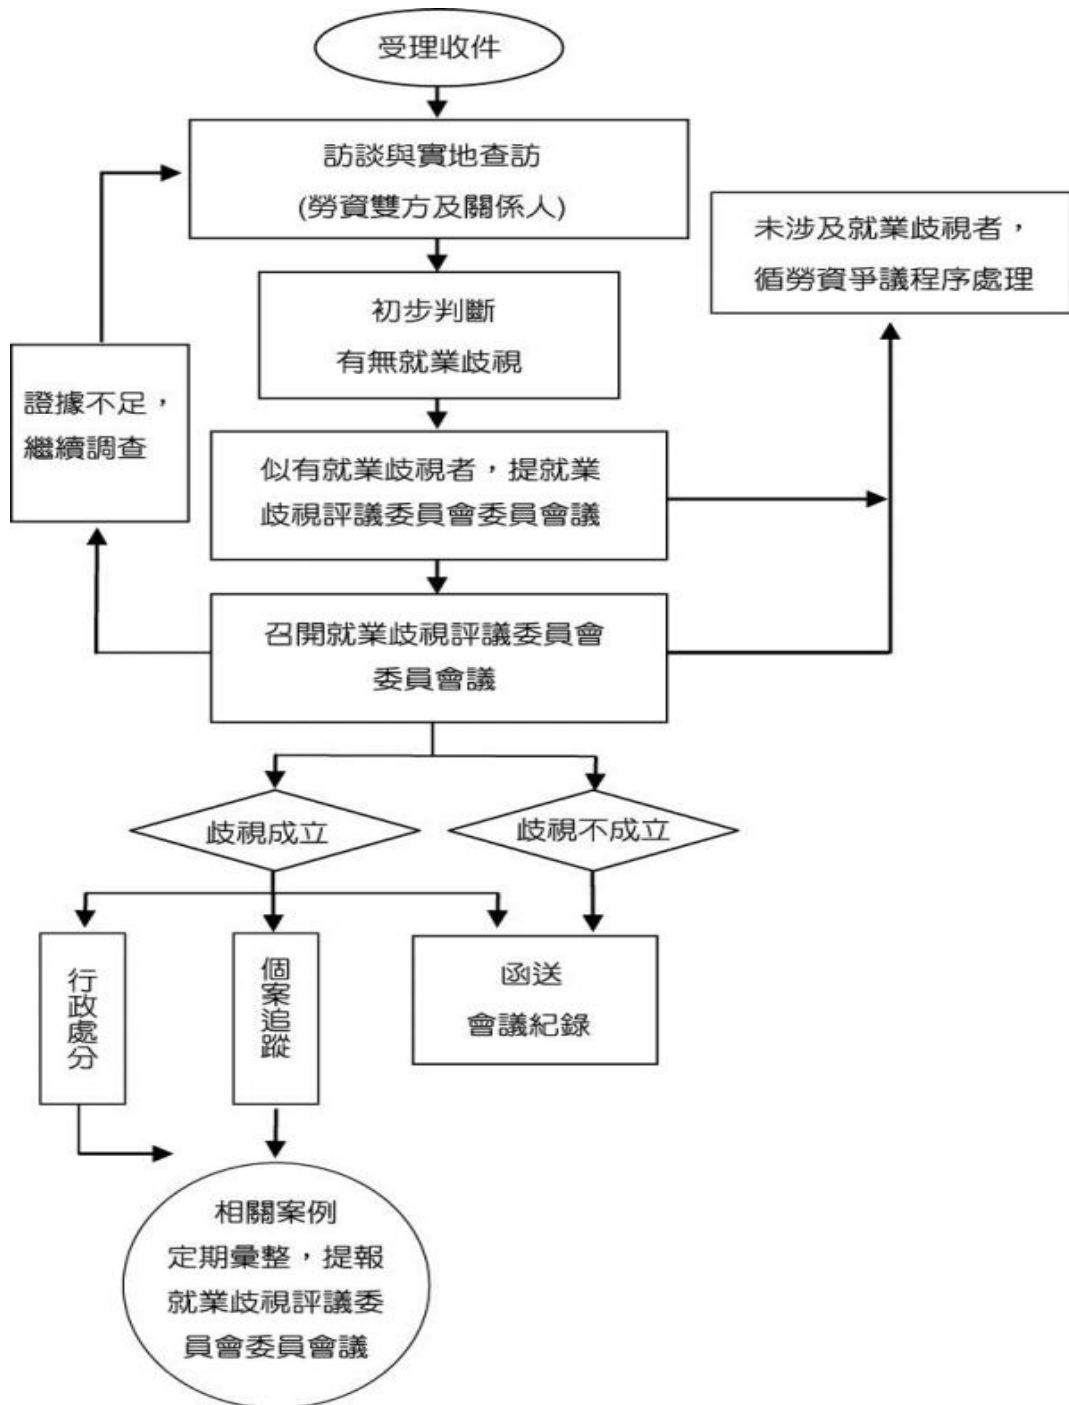 受理收件
訪談與實地查訪
(勞資雙方及關係人)
未涉及就業歧視者，
循勞資爭議程序處理
初步判斷
有無就業歧視
證據不足，
繼續調查
似有就業歧視者，提就業
歧視評議委員會委員會議
召開就業歧視評議委員會
委員會議
歧視成立
歧視不成立
行政處分
個案追蹤
函送
會議紀錄
相關案例
定期彙整，提報
就業歧視評議委
員會委員會議